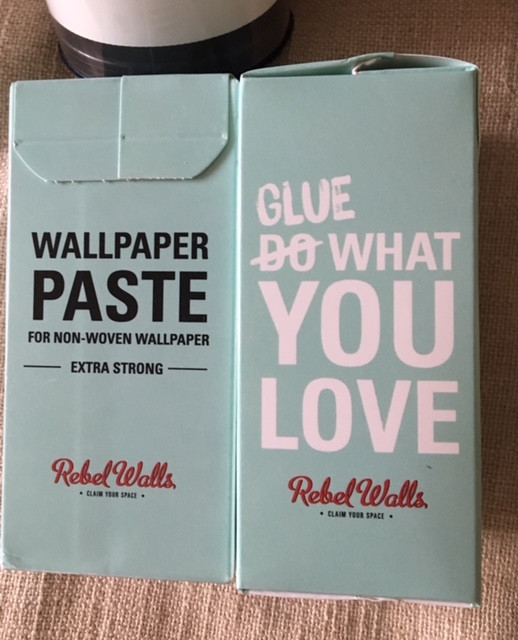 WALLPAPER
PASTE
FOR NON-WOVEN WALLPAPER
EXTRA STRONG
Rebel Walls
• CLAIM YOUR SPACE •
GLUE
DO WHAT
YOU
LOVE
Rebel Walls
• CLAIM YOUR SPACE •